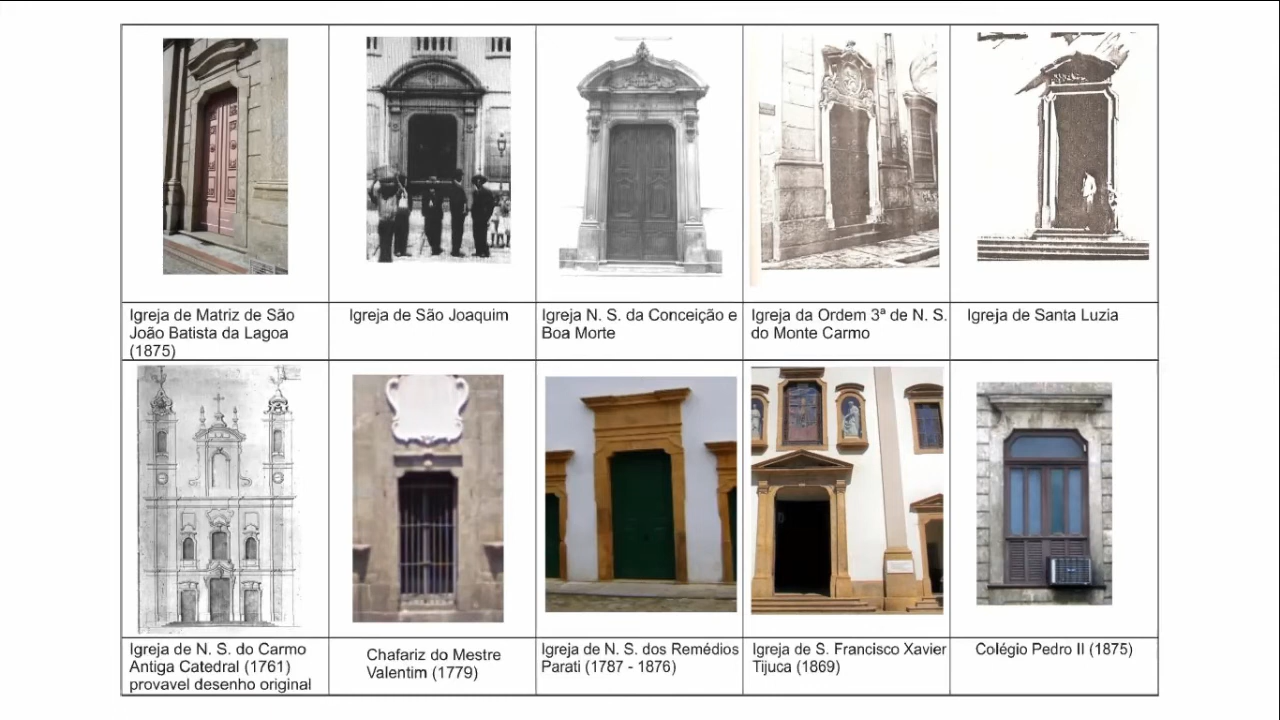 Igreja de Matriz de São
João Batista da Lagoa
(1875)
Igreja de São Joaquim
Igreja N. S. da Conceição e
Boa Morte
Igreja da Ordem 3ª de N. S.
do Monte Carmo
Igreja de Santa Luzia
Igreja de N. S. do Carmo
Antiga Catedral (1761)
provavel desenho original
Chafariz do Mestre
Valentim (1779)
Igreja de N. S. dos Remédios
Parati (1787 - 1876)
Igreja de S. Francisco Xavier
Tijuca (1869)
Colégio Pedro II (1875)